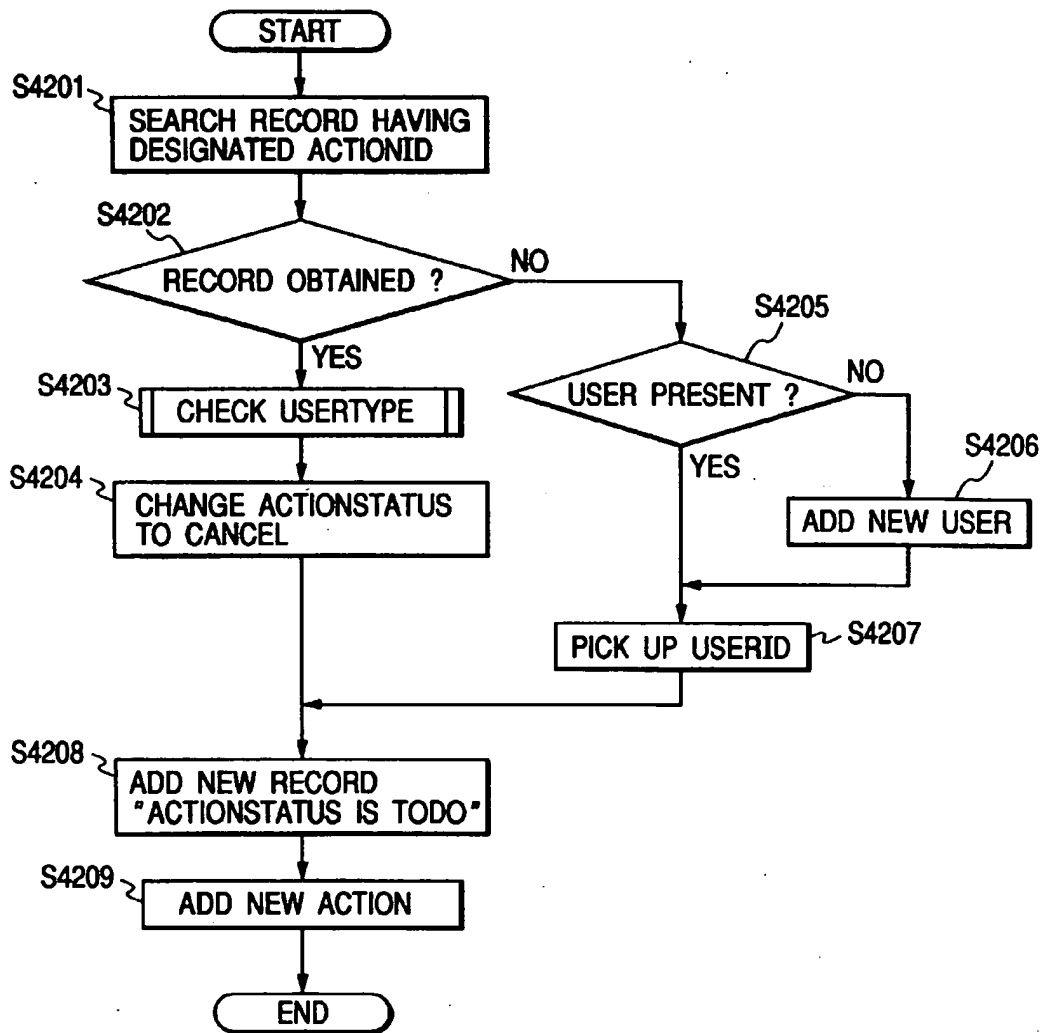 START
S4201
SEARCH RECORD HAVING
DESIGNATED ACTIONID
S4202
RECORD OBTAINED ?
NO
YES
S4203
CHECK USERTYPE
S4204
CHANGE ACTIONSTATUS
TO CANCEL
S4205
USER PRESENT ?
NO
YES
S4206
ADD NEW USER
PICK UP USERID
S4207
S4208
ADD NEW RECORD
"ACTIONSTATUS IS TODO"
S4209
ADD NEW ACTION
END